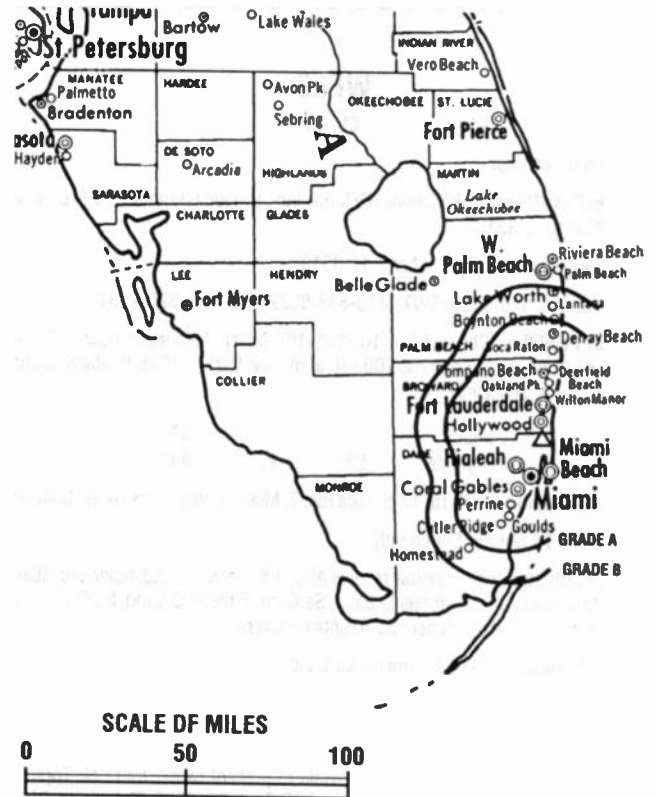 Tampa
St. Petersburg
Bartow
Lake Wales
INDIAN RIVER
Vero Beach
MANATEE
Palmetto
Bradenton
HARDEE
Avon Pk.
Sebring
OKEECHOBEE
ST. LUCIE
Fort Pierce
asota
Hayden
DE SOTO
Arcadia
A
HIGHLANDS
MARTIN
SARASOTA
CHARLOTTE
GLADES
Lake
Okeechobee
W.
Palm Beach
Riviera Beach
Palm Beach
LEE
HENDRY
Belle Glade
Fort Myers
Lake Worth
Lantana
Boynton Beach
Delray Beach
PALM BEACH
Boca Raton
COLLIER
Pompano Beach
Deerfield
Beach
BROWARD
Oakland Pk.
Wilton Manor
Fort Lauderdale
Hollywood
DADE
Hialeah
Miami
Beach
MONROE
Coral Gables
Miami
Perrine
Cutler Ridge
Goulds
Homestead
GRADE A
GRADE B
SCALE DF MILES
0 50 100